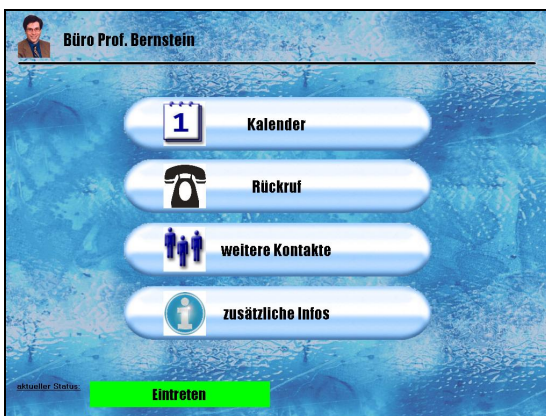 Büro Prof. Bernstein
1
Kalender
Rückruf
weitere Kontakte
i
zusätzliche Infos
aktueller Status:
Eintreten